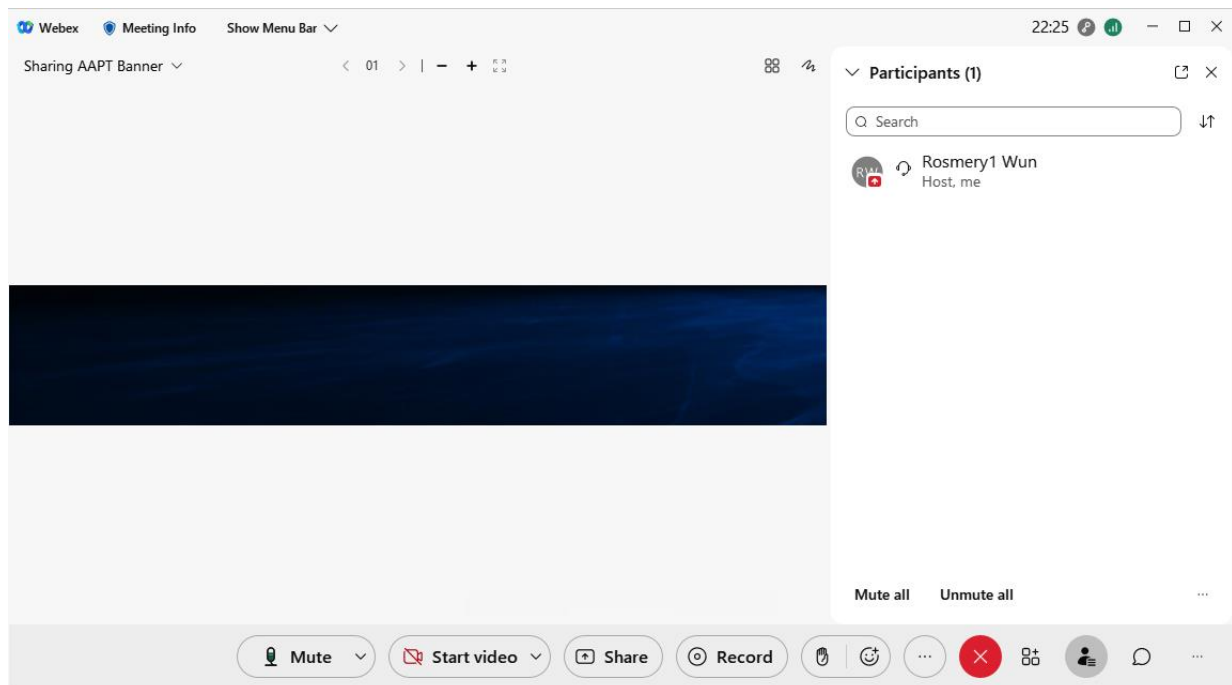 Webex Meeting Info Show Menu Bar 22:25
Sharing AAPT Banner 01
Participants (1)
Search
RW Rosmery1 Wun
Host, me
Mute all Unmute all
Mute Start video Share Record